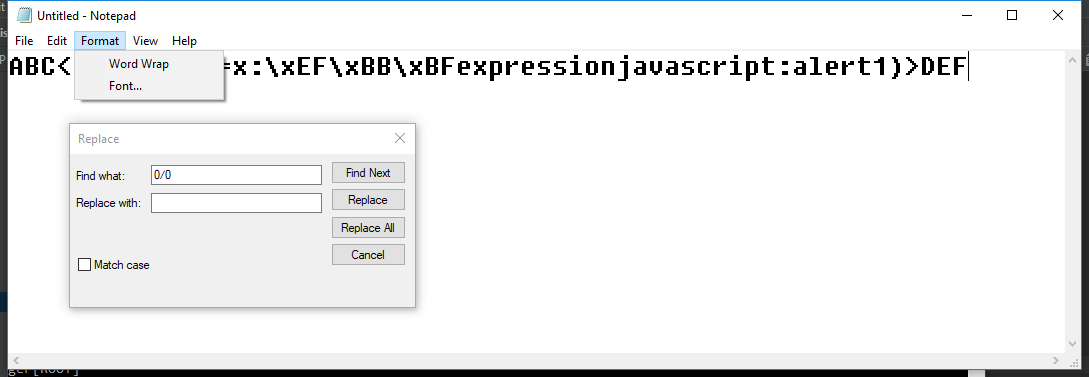 Untitled - Notepad
File Edit Format View Help
ABC< =x:\xEF\xBB\xBFexpressionjavascript:alert1)>DEF
Word Wrap
Font...
Replace
Find what: 0/0 Find Next
Replace with: Replace
Replace All
Cancel
Match case